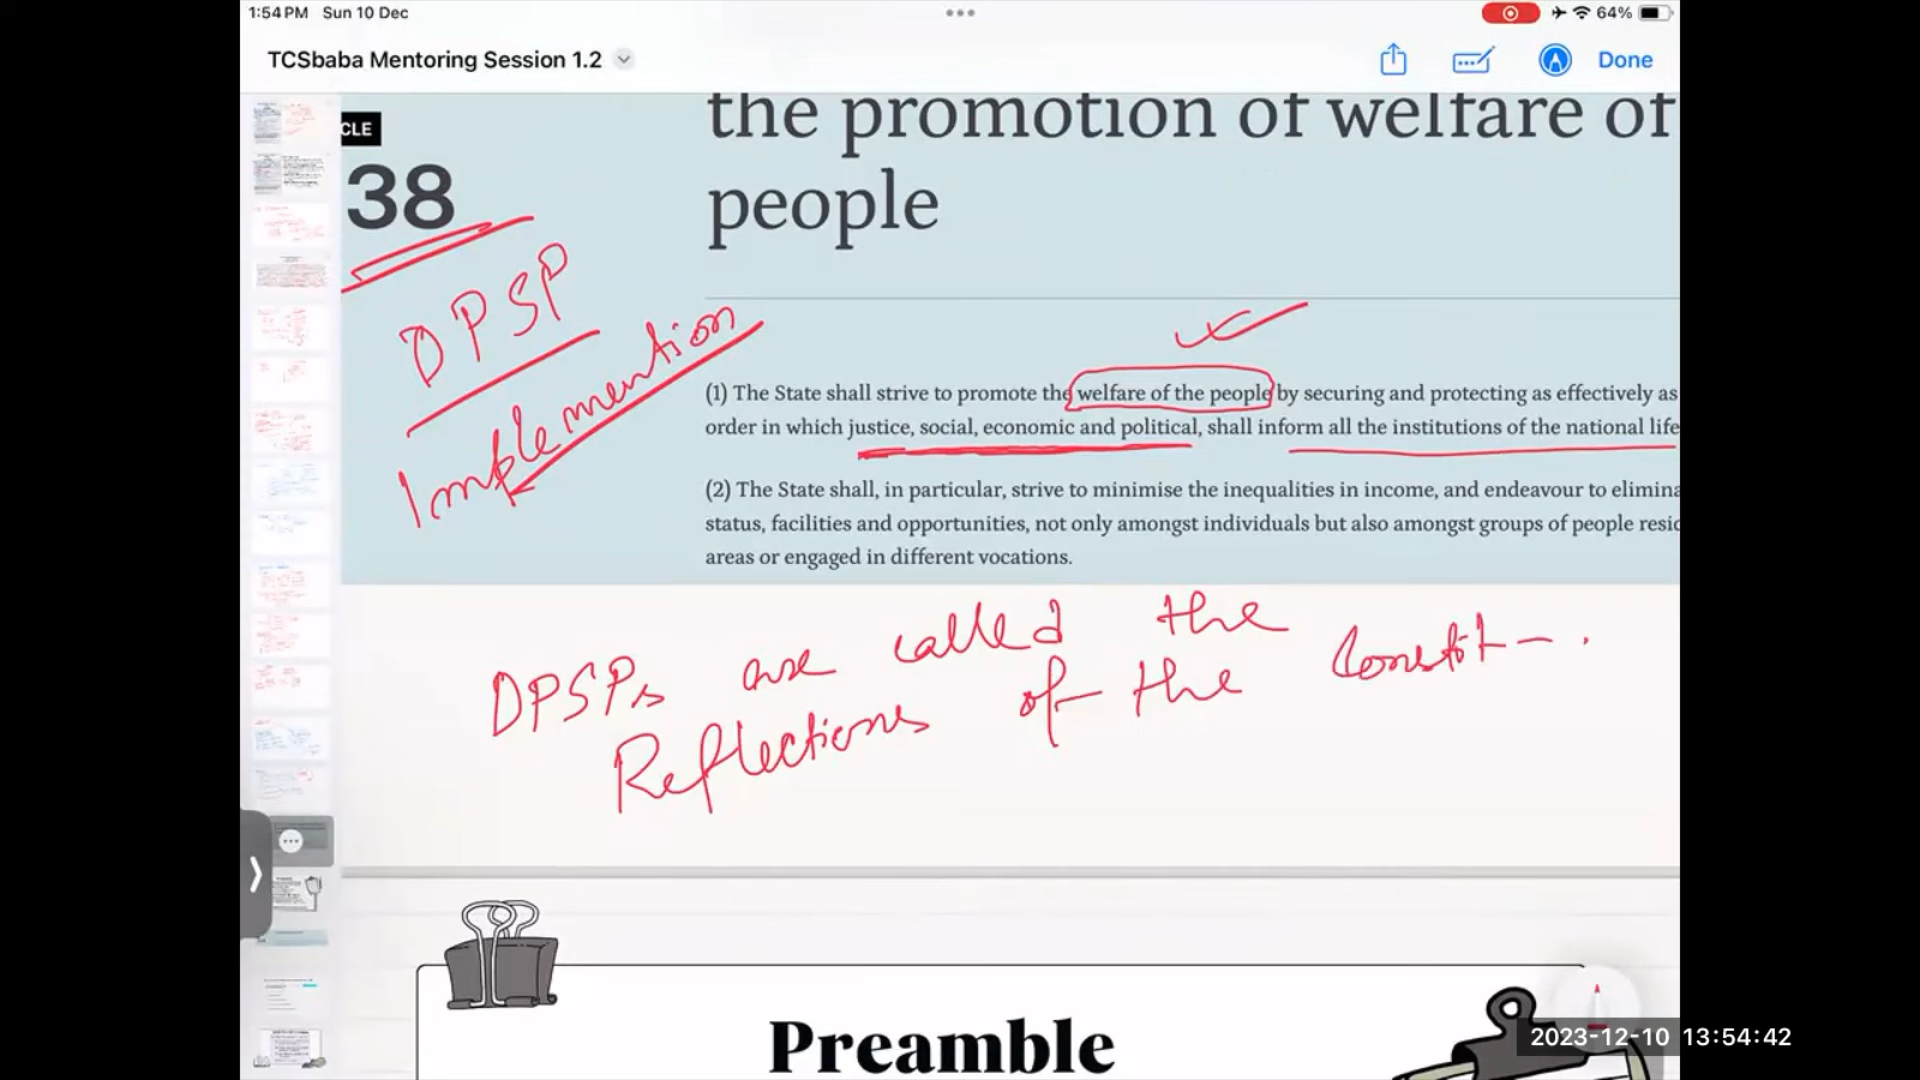 1:54 PM Sun 10 Dec
64%
TCSbaba Mentoring Session 1.2
Done
CLE
38
the promotion of welfare of
people
DPSP
Implemention
(1) The State shall strive to promote the welfare of the people by securing and protecting as effectively as
order in which justice, social, economic and political, shall inform all the institutions of the national life
(2) The State shall, in particular, strive to minimise the inequalities in income, and endeavour to elimina
status, facilities and opportunities, not only amongst individuals but also amongst groups of people resid
areas or engaged in different vocations.
DPSPs are called the
Reflections of the Constit-.
Preamble
2023-12-10 13:54:42